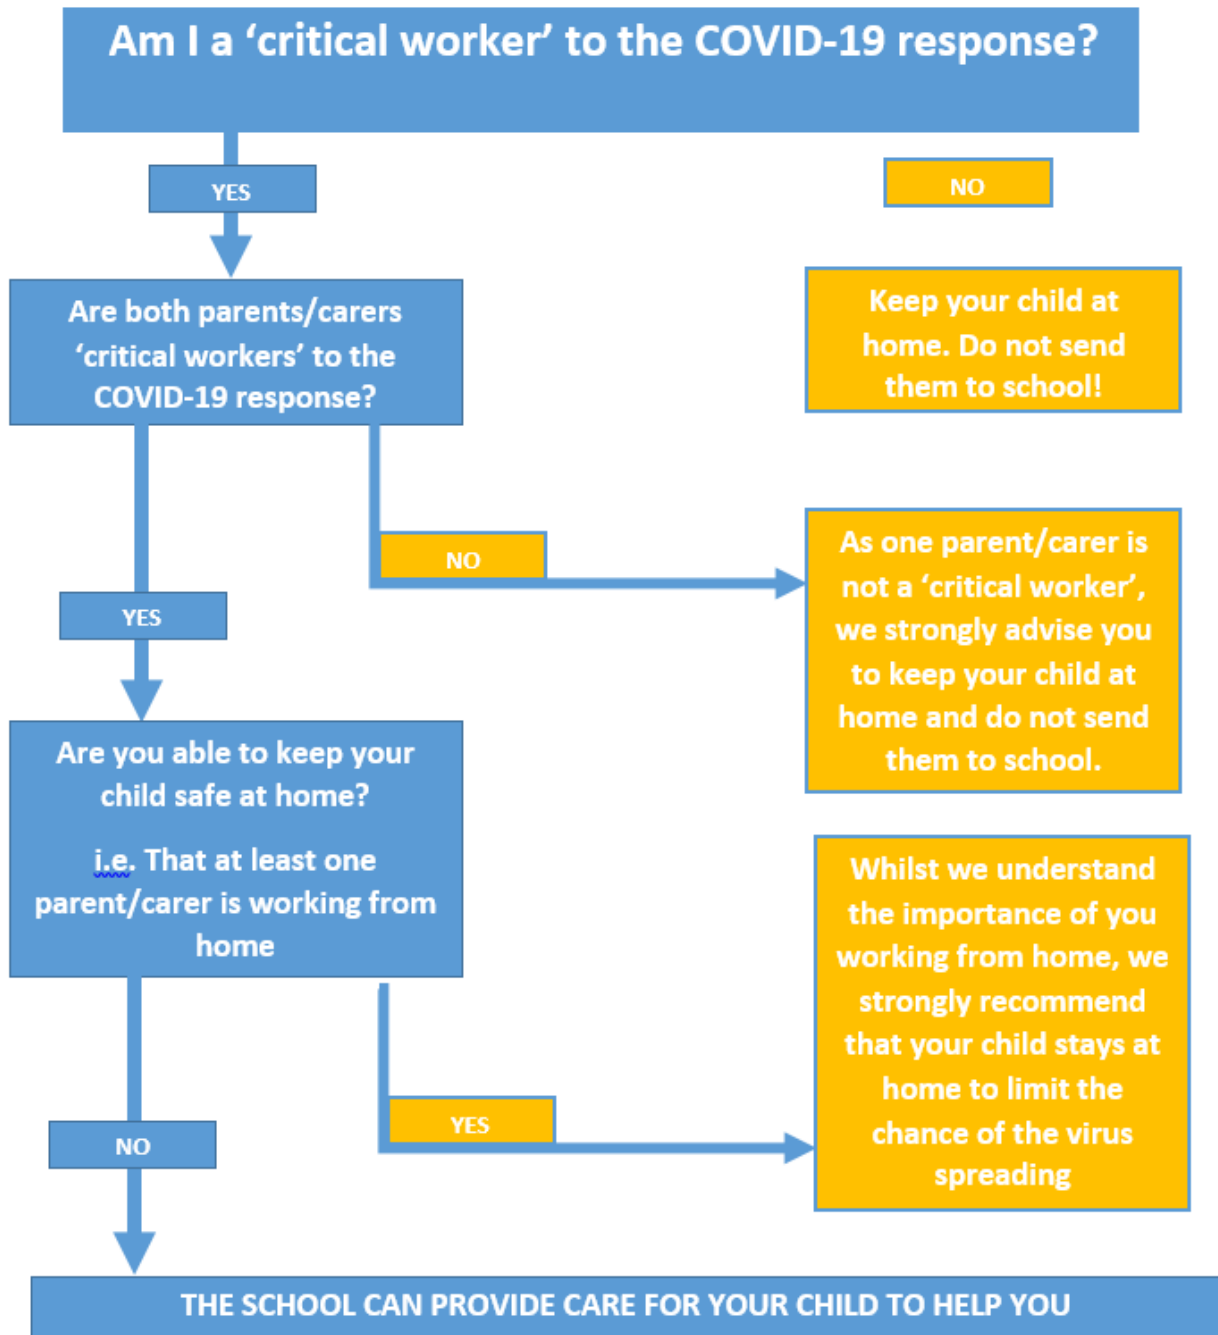 Am I a ‘critical worker’ to the COVID-19 response?
YES
NO
Are both parents/carers
‘critical workers’ to the
COVID-19 response?
Keep your child at
home. Do not send
them to school!
NO
As one parent/carer is
not a ‘critical worker’,
we strongly advise you
to keep your child at
home and do not send
them to school.
YES
Are you able to keep your
child safe at home?
i.e. That at least one
parent/carer is working from
home
Whilst we understand
the importance of you
working from home, we
strongly recommend
that your child stays at
home to limit the
chance of the virus
spreading
YES
NO
THE SCHOOL CAN PROVIDE CARE FOR YOUR CHILD TO HELP YOU